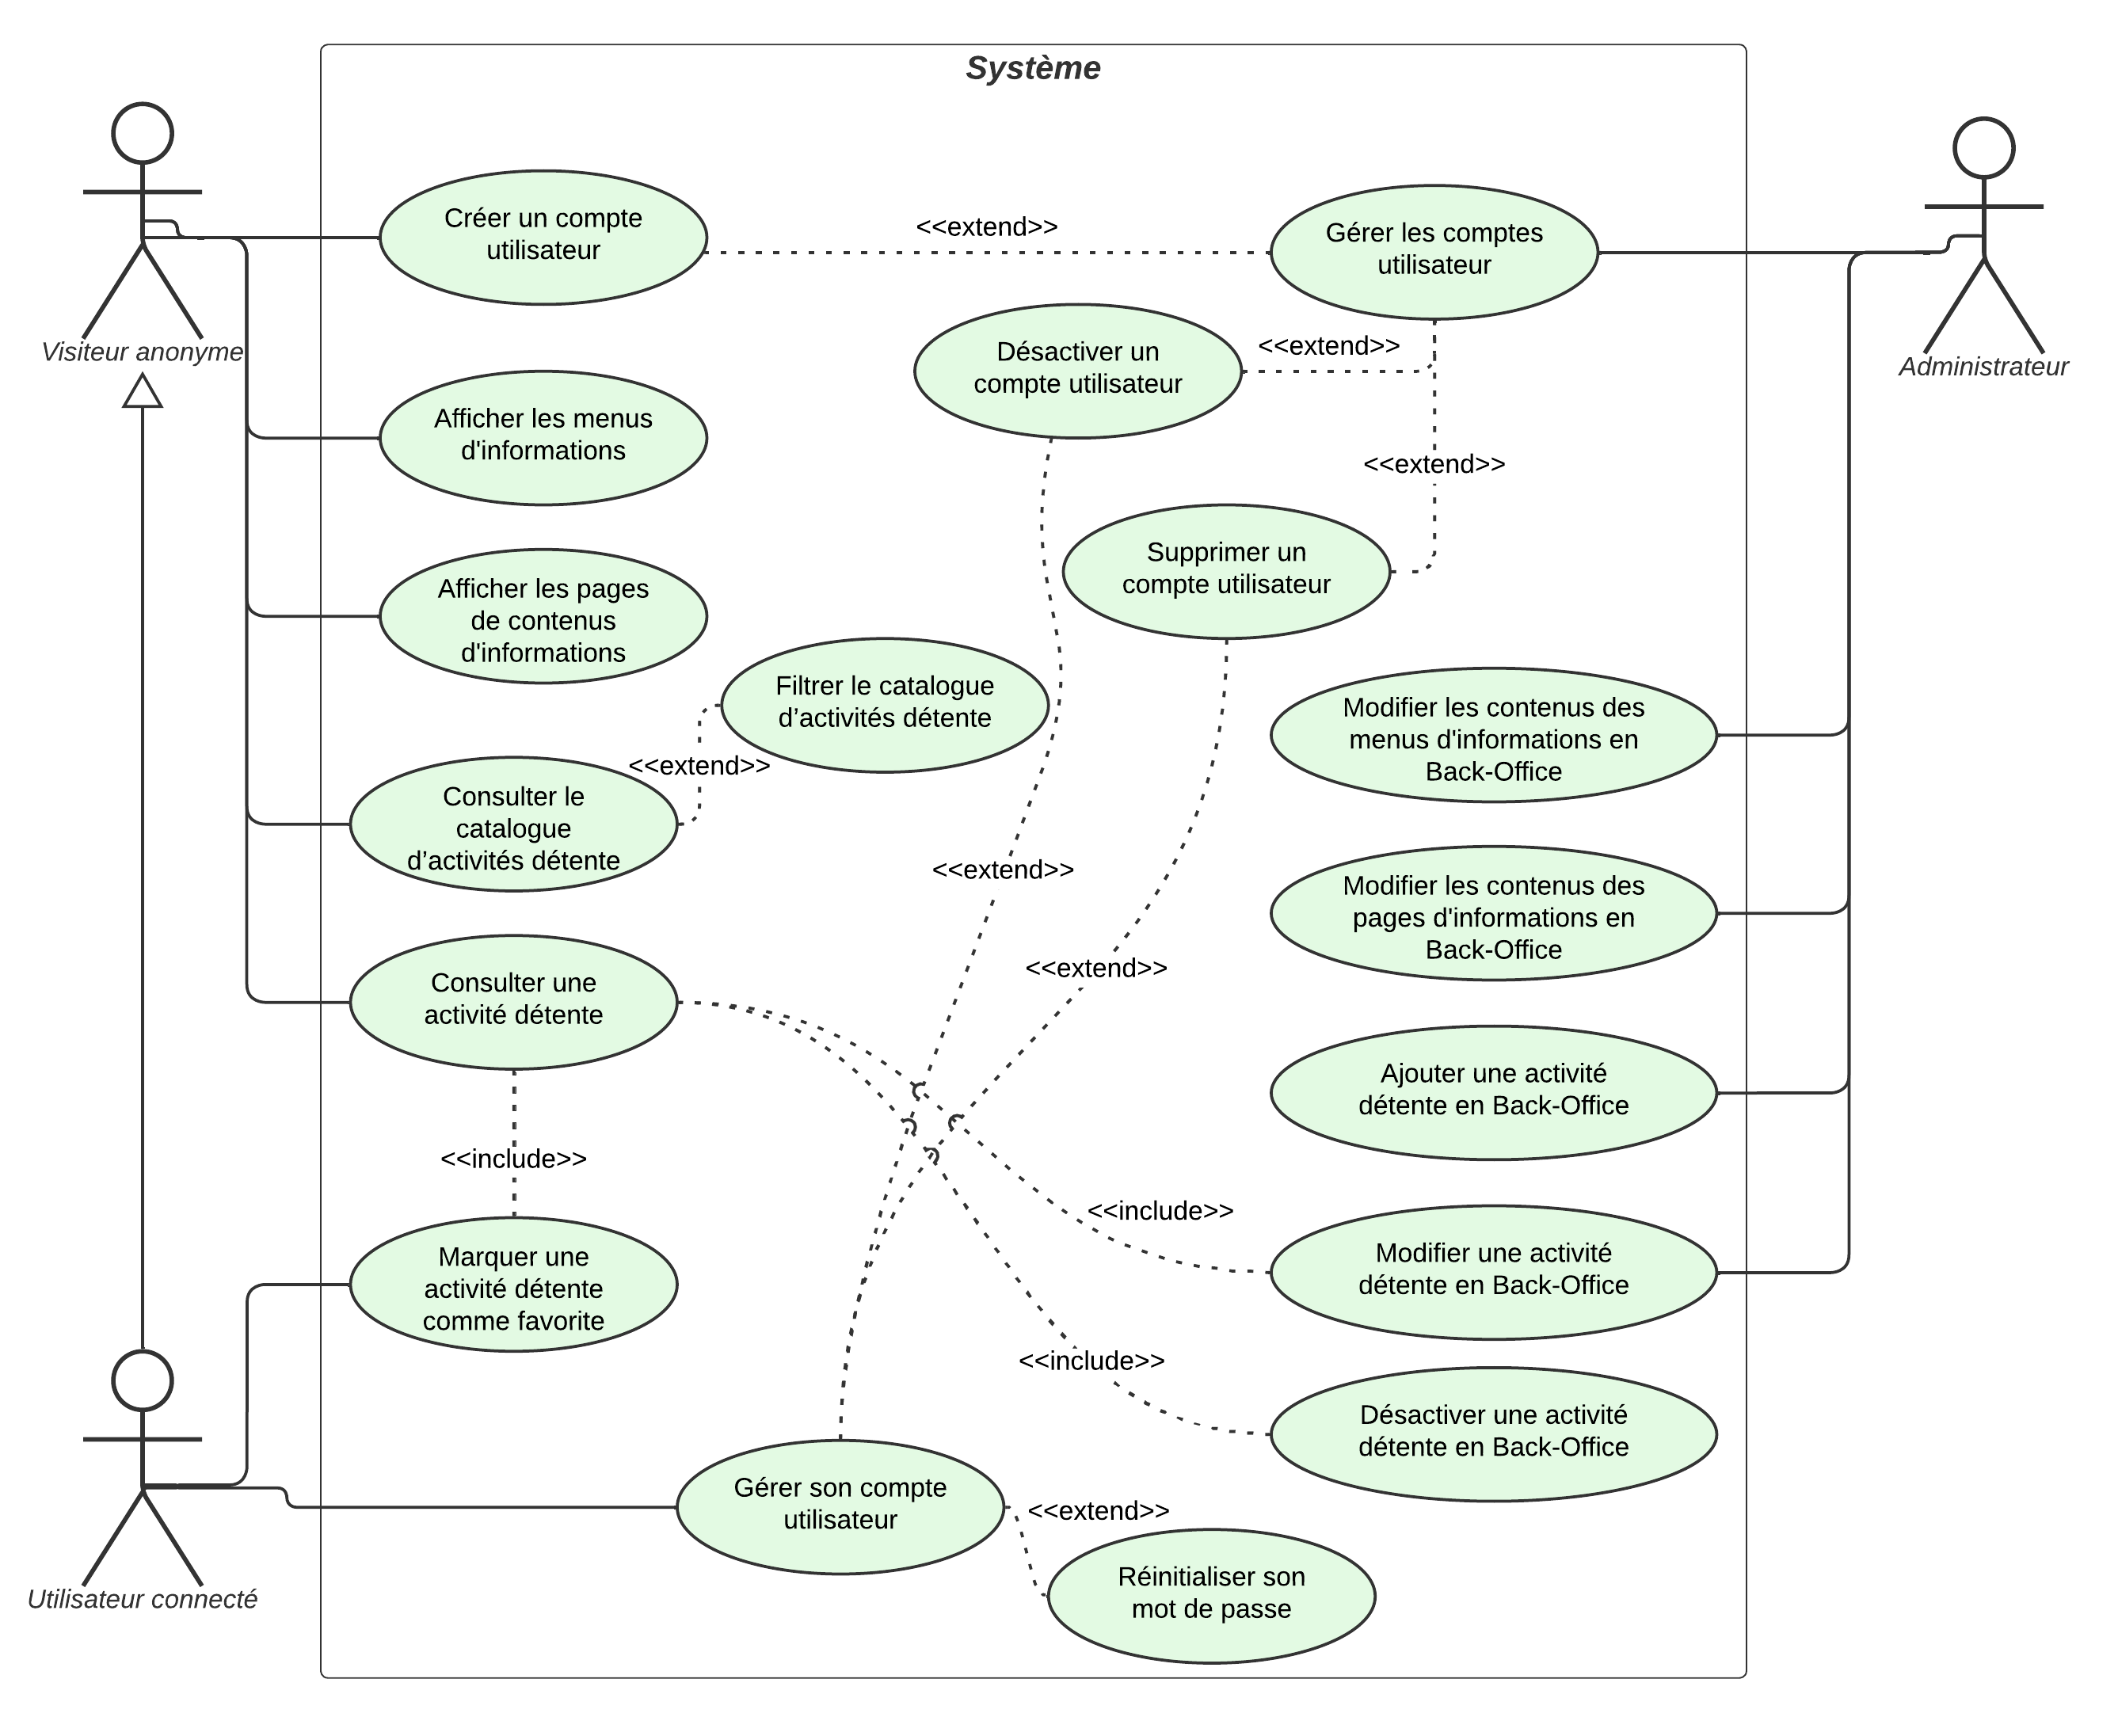 Système
Créer un compte
utilisateur
<<extend>>
Gérer les comptes
utilisateur
Visiteur anonyme
Désactiver un
compte utilisateur
<<extend>>
Administrateur
Afficher les menus
d'informations
<<extend>>
Supprimer un
compte utilisateur
Afficher les pages
de contenus
d'informations
Filtrer le catalogue
d’activités détente
<<extend>>
Modifier les contenus des
menus d'informations en
Back-Office
Consulter le
catalogue
d’activités détente
<<extend>>
Modifier les contenus des
pages d'informations en
Back-Office
<<extend>>
Consulter une
activité détente
Ajouter une activité
détente en Back-Office
<<include>>
<<include>>
Modifier une activité
détente en Back-Office
Marquer une
activité détente
comme favorite
<<include>>
Désactiver une activité
détente en Back-Office
Gérer son compte
utilisateur
<<extend>>
Réinitialiser son
mot de passe
Utilisateur connecté